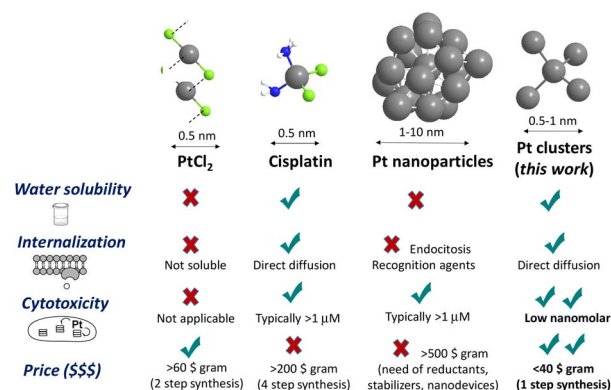 0.5 nm 0.5 nm 1-10 nm 0.5-1 nm
PtCl2 Cisplatin Pt nanoparticles Pt clusters
(this work)
Water solubility
Internalization
Endocitosis
Not soluble Direct diffusion Recognition agents Direct diffusion
Cytotoxicity
Pt
Not applicable Typically >1 µM Typically >1 µM Low nanomolar
Price ($$$)
>60 $ gram >200 $ gram >500 $ gram <40 $ gram
(2 step synthesis) (4 step synthesis) (need of reductants, (1 step synthesis)
stabilizers, nanodevices)